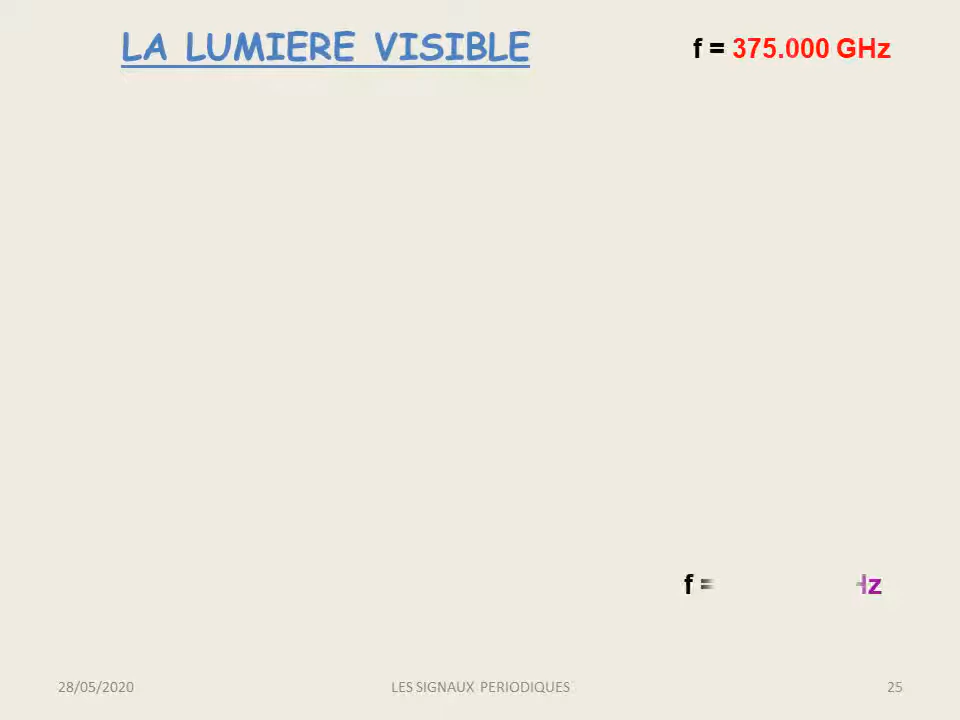 LA LUMIERE VISIBLE
f = 375.000 GHz
f =
28/05/2020
LES SIGNAUX PERIODIQUES
25